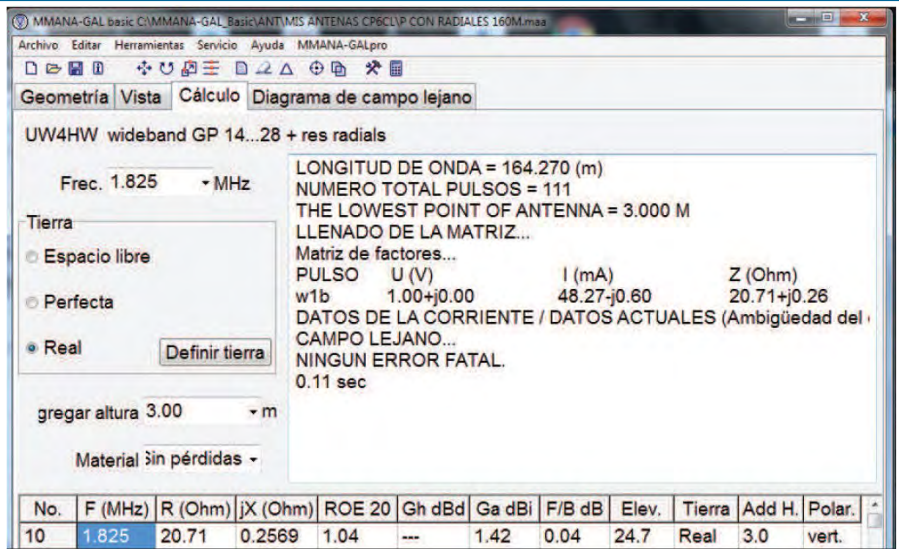 MMANA-GAL basic C:\MMANA-GAL_Basic\ANT\MIS ANTENAS CP6CL\P CON RADIALES 160M.maa
Archivo Editar Herramientas Servicio Ayuda MMANA-GALpro
Geometría Vista Cálculo Diagrama de campo lejano
UW4HW wideband GP 14...28 + res radials
Frec. 1.825 MHz
Tierra
Espacio libre
Perfecta
Real Definir tierra
gregar altura 3.00 m
Material Sin pérdidas
LONGITUD DE ONDA = 164.270 (m)
NUMERO TOTAL PULSOS = 111
THE LOWEST POINT OF ANTENNA = 3.000 M
LLENADO DE LA MATRIZ...
Matriz de factores...
PULSO U (V) I (mA) Z (Ohm)
w1b 1.00+j0.00 48.27-j0.60 20.71+j0.26
DATOS DE LA CORRIENTE / DATOS ACTUALES (Ambigüedad del
CAMPO LEJANO...
NINGUN ERROR FATAL.
0.11 sec
No. F (MHz) R (Ohm) jX (Ohm) ROE 20 Gh dBd Ga dBi F/B dB Elev. Tierra Add H. Polar.
10 1.825 20.71 0.2569 1.04 --- 1.42 0.04 24.7 Real 3.0 vert.